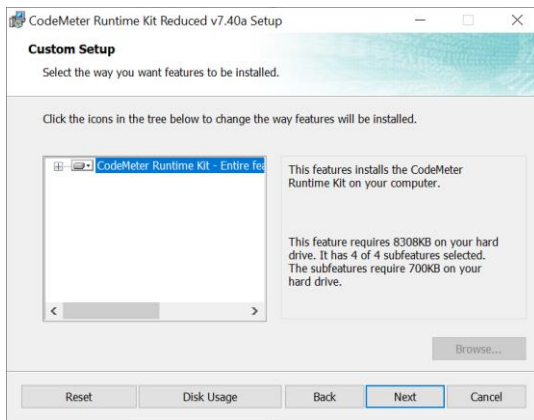 CodeMeter Runtime Kit Reduced v7.40a Setup
Custom Setup
Select the way you want features to be installed.
Click the icons in the tree below to change the way features will be installed.
CodeMeter Runtime Kit - Entire fea
This features installs the CodeMeter
Runtime Kit on your computer.
This feature requires 8308KB on your hard
drive. It has 4 of 4 subfeatures selected.
The subfeatures require 700KB on your
hard drive.
Browse...
Reset
Disk Usage
Back
Next
Cancel